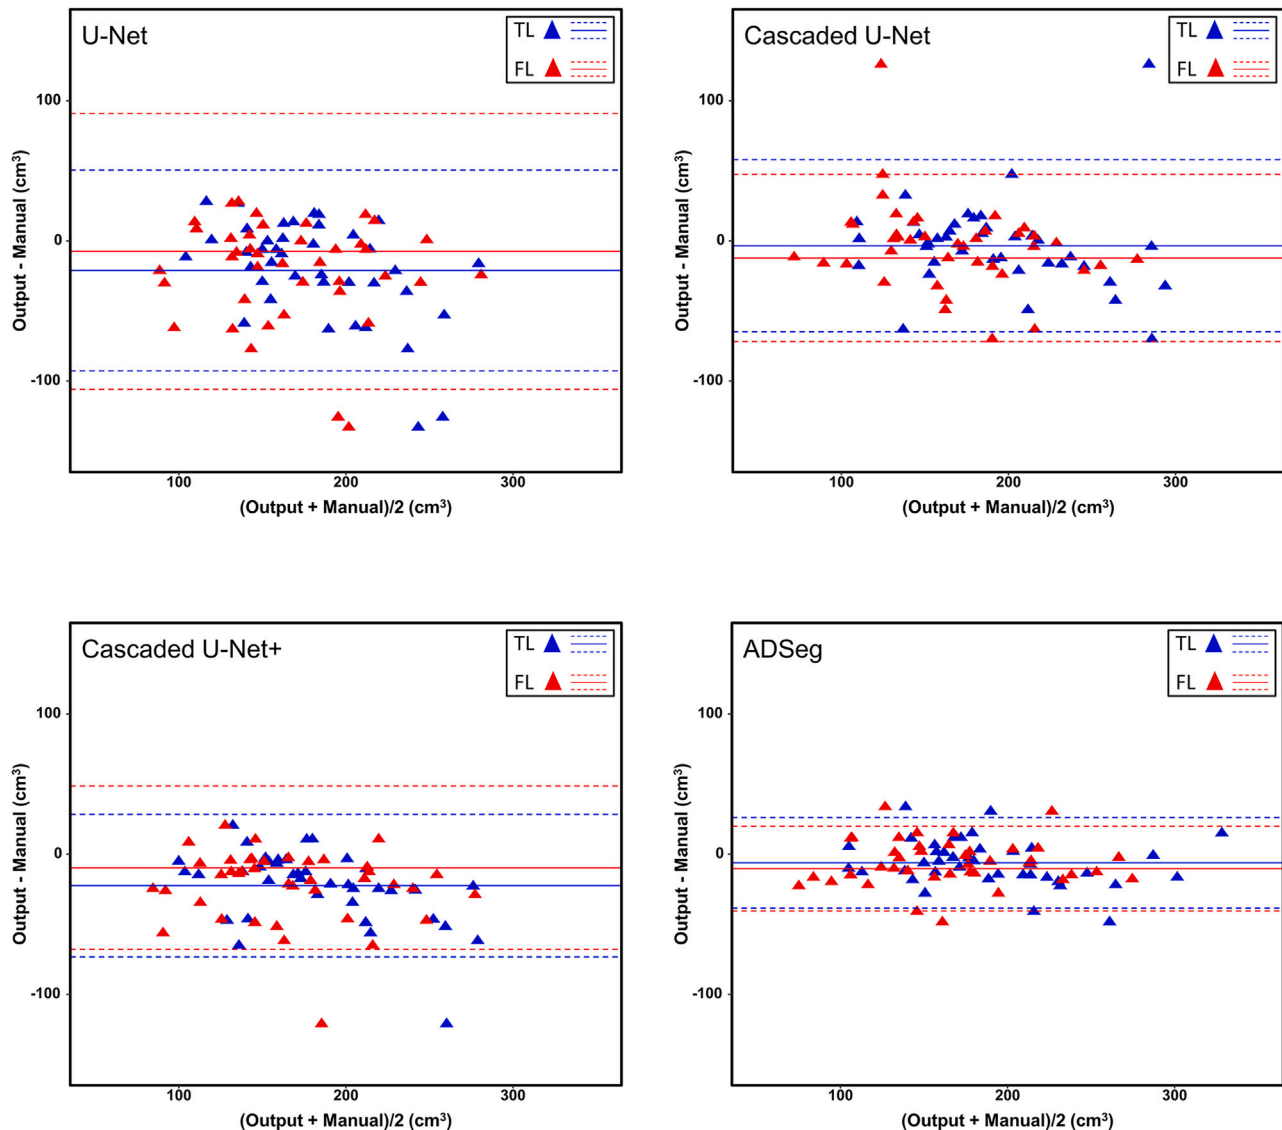 U-Net
TL
FL
100
0
-100
Output - Manual (cm³)
100
200
300
(Output + Manual)/2 (cm³)
Cascaded U-Net
TL
FL
100
0
-100
Output - Manual (cm³)
100
200
300
(Output + Manual)/2 (cm³)
Cascaded U-Net+
TL
FL
100
0
-100
Output - Manual (cm³)
100
200
300
(Output + Manual)/2 (cm³)
ADSeg
TL
FL
100
0
-100
Output - Manual (cm³)
100
200
300
(Output + Manual)/2 (cm³)